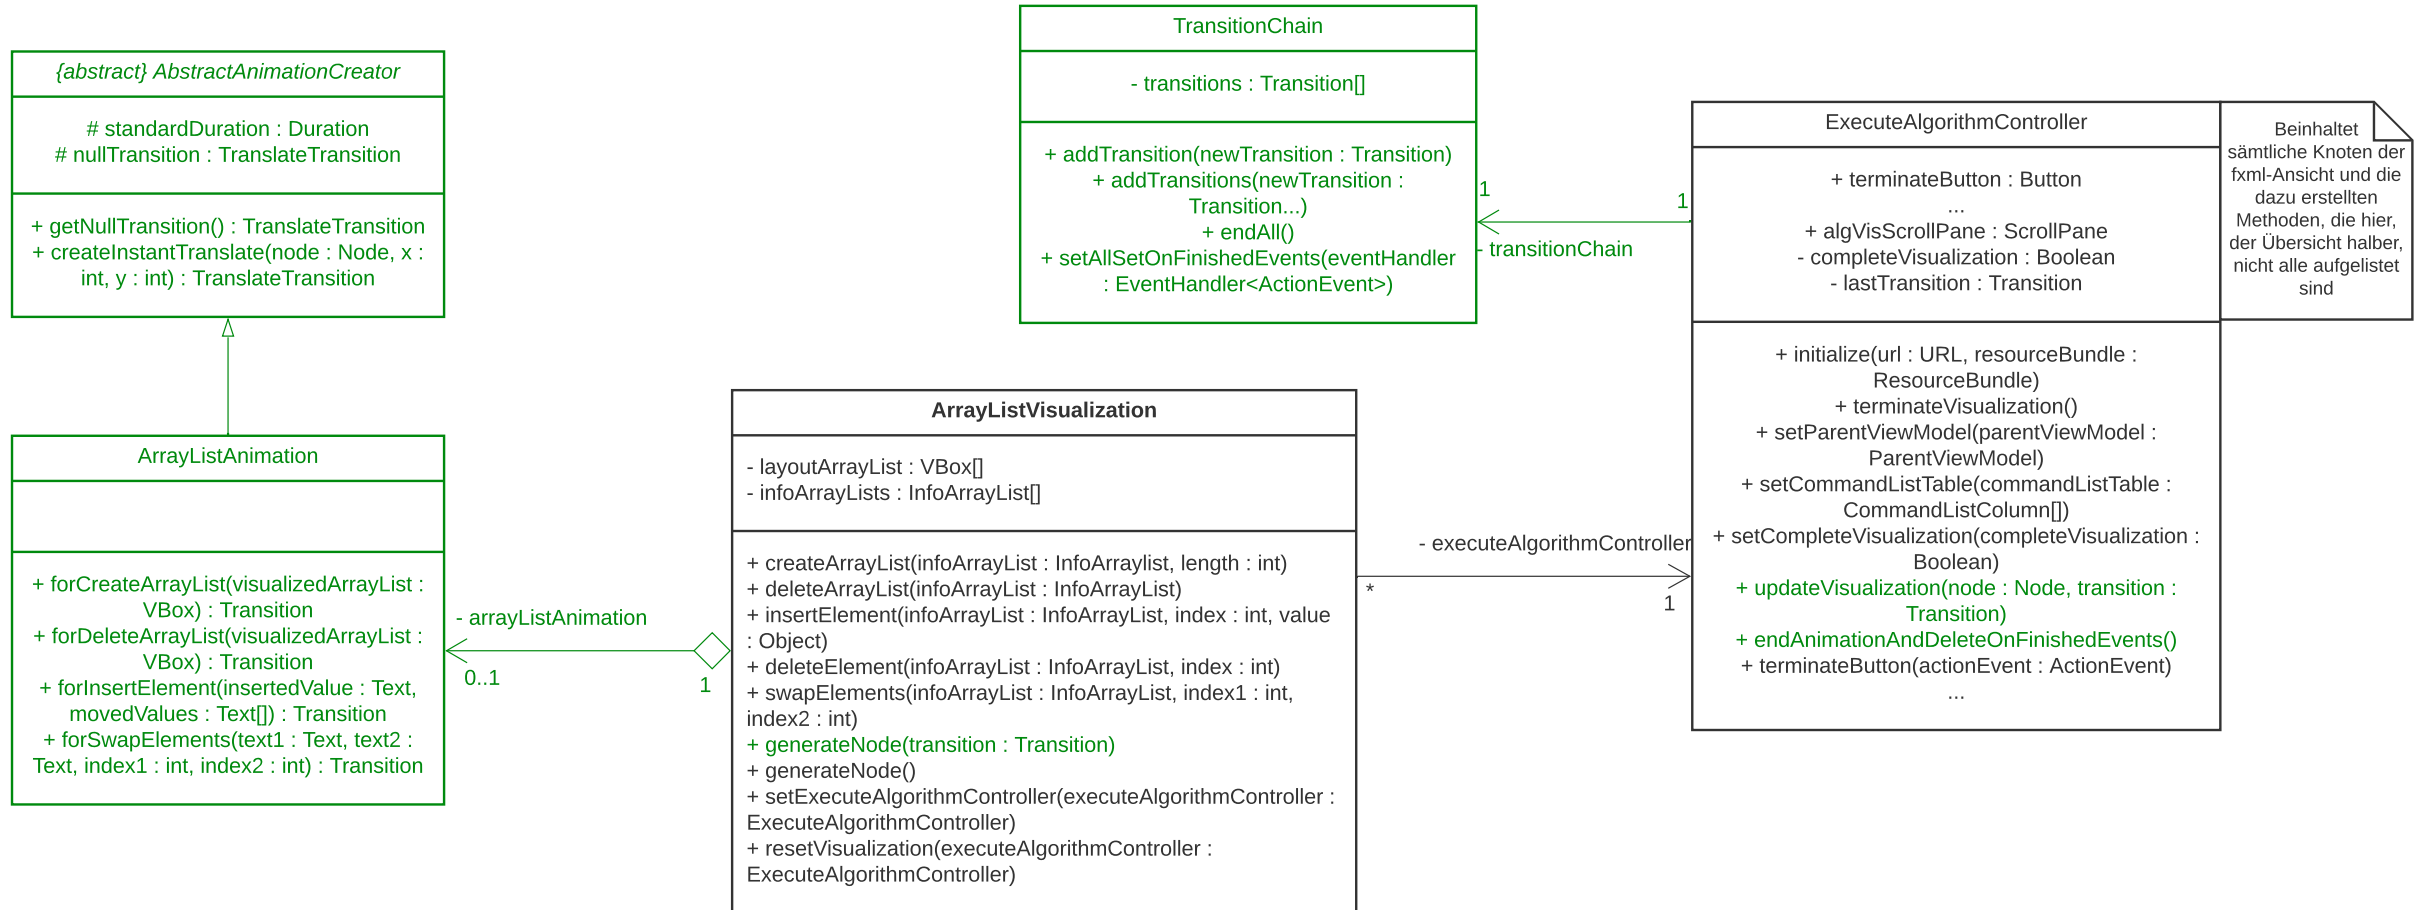 {abstract} AbstractAnimationCreator
# standardDuration : Duration
# nullTransition : TranslateTransition
+ getNullTransition() : TranslateTransition
+ createInstantTranslate(node : Node, x :
int, y : int) : TranslateTransition
ArrayListAnimation
+ forCreateArrayList(visualizedArrayList :
VBox) : Transition
+ forDeleteArrayList(visualizedArrayList :
VBox) : Transition
+ forInsertElement(insertedValue : Text,
movedValues : Text[]) : Transition
+ forSwapElements(text1 : Text, text2 :
Text, index1 : int, index2 : int) : Transition
- arrayListAnimation
0..1
1
TransitionChain
- transitions : Transition[]
+ addTransition(newTransition : Transition)
+ addTransitions(newTransition :
Transition...)
+ endAll()
+ setAllSetOnFinishedEvents(eventHandler
: EventHandler<ActionEvent>)
1
1
- transitionChain
ArrayListVisualization
- layoutArrayList : VBox[]
- infoArrayLists : InfoArrayList[]
+ createArrayList(infoArrayList : InfoArraylist, length : int)
+ deleteArrayList(infoArrayList : InfoArrayList)
+ insertElement(infoArrayList : InfoArrayList, index : int, value
: Object)
+ deleteElement(infoArrayList : InfoArrayList, index : int)
+ swapElements(infoArrayList : InfoArrayList, index1 : int,
index2 : int)
+ generateNode(transition : Transition)
+ generateNode()
+ setExecuteAlgorithmController(executeAlgorithmController :
ExecuteAlgorithmController)
+ resetVisualization(executeAlgorithmController :
ExecuteAlgorithmController)
- executeAlgorithmController
*
1
ExecuteAlgorithmController
+ terminateButton : Button
...
+ algVisScrollPane : ScrollPane
- completeVisualization : Boolean
- lastTransition : Transition
+ initialize(url : URL, resourceBundle :
ResourceBundle)
+ terminateVisualization()
+ setParentViewModel(parentViewModel :
ParentViewModel)
+ setCommandListTable(commandListTable :
CommandListColumn[])
+ setCompleteVisualization(completeVisualization :
Boolean)
+ updateVisualization(node : Node, transition :
Transition)
+ endAnimationAndDeleteOnFinishedEvents()
+ terminateButton(actionEvent : ActionEvent)
...
Beinhaltet
sämtliche Knoten der
fxml-Ansicht und die
dazu erstellten
Methoden, die hier,
der Übersicht halber,
nicht alle aufgelistet
sind